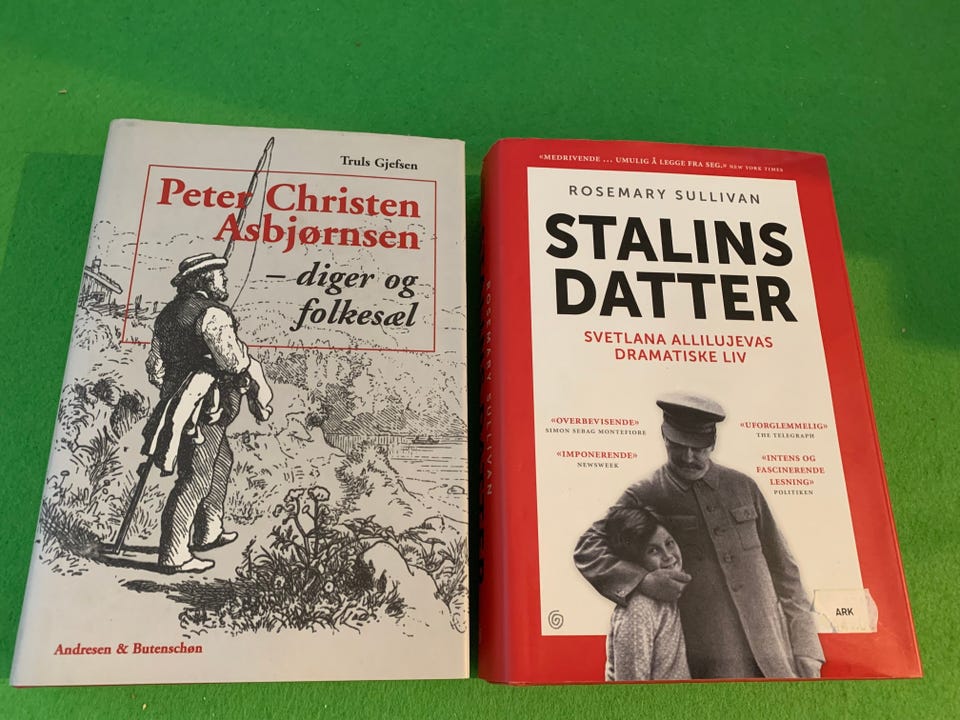 Truls Gjefsen
Peter Christen
Asbjørnsen
– diger og
folkesæl
Andresen & Butenschøn
«MEDRIVENDE ... UMULIG Å LEGGE FRA SEG.» NEW YORK TIMES
ROSEMARY SULLIVAN
STALINS
DATTER
SVETLANA ALLILUJEVAS
DRAMATISKE LIV
«OVERBEVISENDE»
SIMON SEBAG MONTEFIORE
«IMPONERENDE»
NEWSWEEK
«UFORGLEMMELIG»
THE TELEGRAPH
«INTENS OG
FASCINERENDE
LESNING»
POLITIKEN
ARK
ROSEMARY SULLIVAN